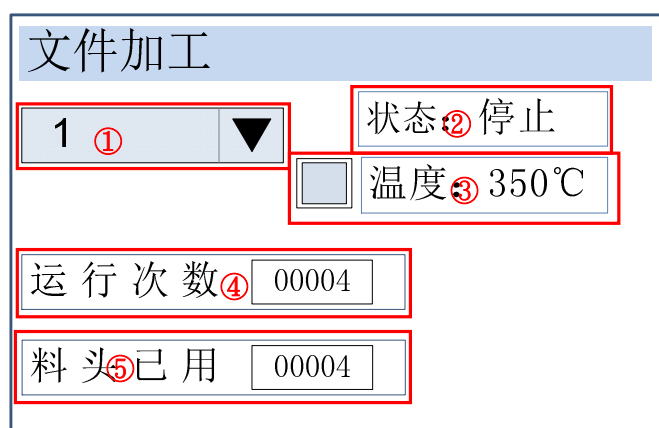 文件加工
1 ① ▼
状态:② 停止
温度:③ 350℃
运行次数④ 00004
料头⑤已用 00004